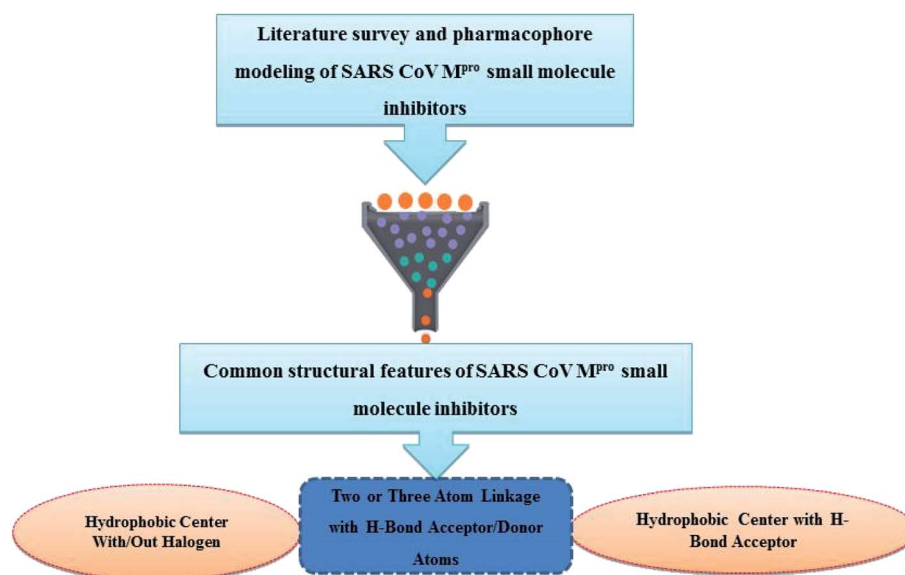 Literature survey and pharmacophore
modeling of SARS CoV Mᵖʳᵒ small molecule
inhibitors
Common structural features of SARS CoV Mᵖʳᵒ small
molecule inhibitors
Hydrophobic Center
With/Out Halogen
Two or Three Atom Linkage
with H-Bond Acceptor/Donor
Atoms
Hydrophobic Center with H-
Bond Acceptor